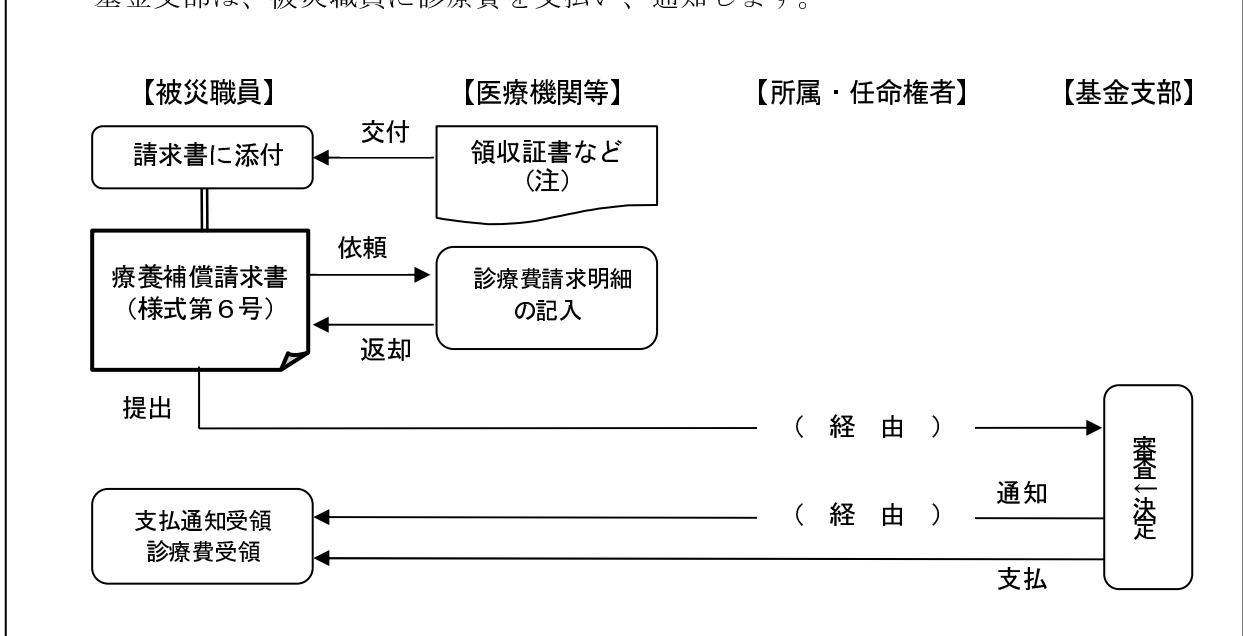 基金支部は、被災職員に診療費を支払い、通知します。
【被災職員】 【医療機関等】 【所属・任命権者】 【基金支部】
請求書に添付
交付
領収証書など
（注）
療養補償請求書
（様式第６号）
依頼
診療費請求明細
の記入
返却
提出
（ 経 由 ）
審査→決定
通知
（ 経 由 ）
支払通知受領
診療費受領
支払